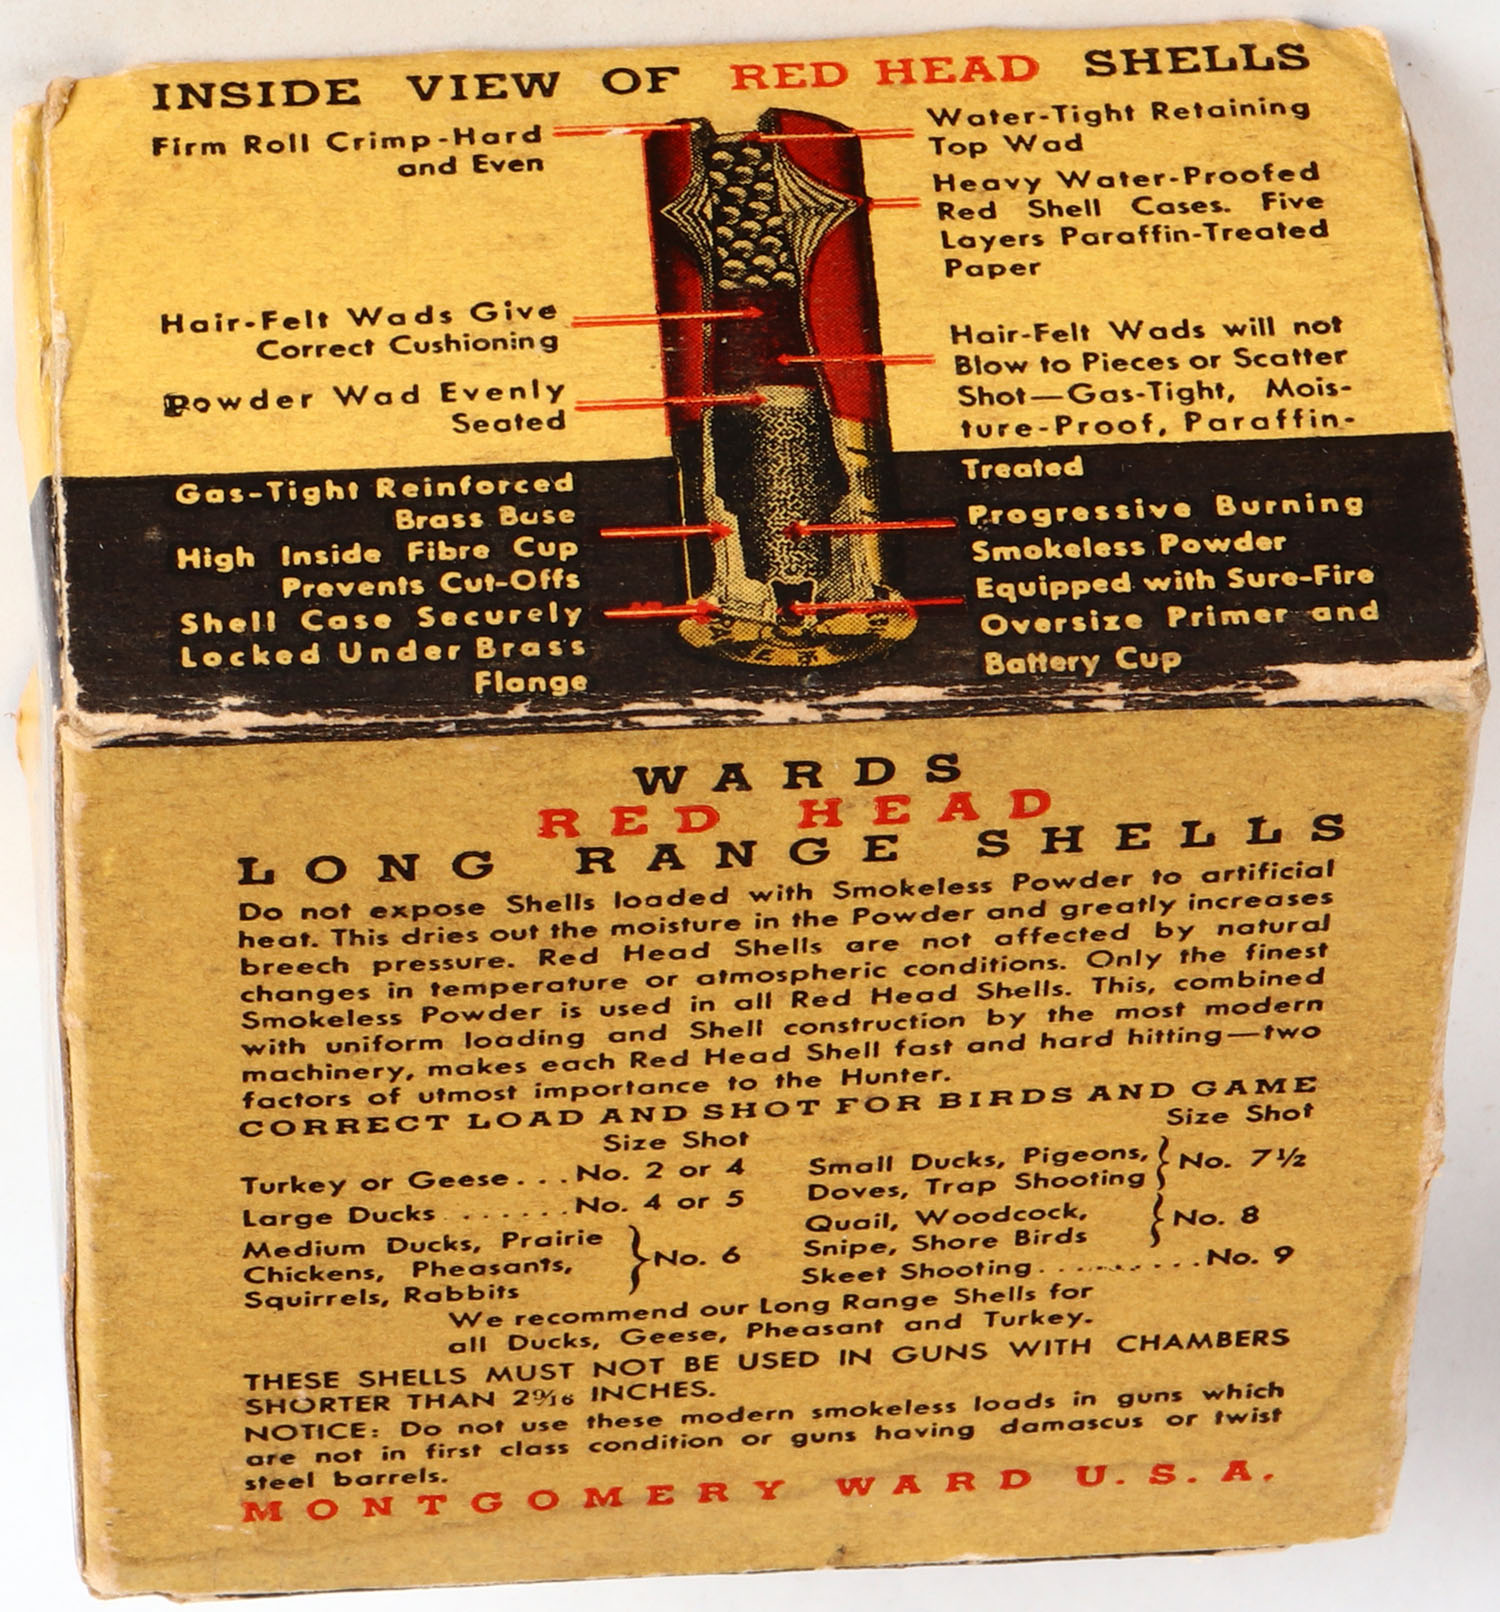 INSIDE VIEW OF RED HEAD SHELLS
Firm Roll Crimp-Hard
and Even
Hair-Felt Wads Give
Correct Cushioning
Powder Wad Evenly
Seated
Gas-Tight Reinforced
Brass Base
High Inside Fibre Cup
Prevents Cut-Offs
Shell Case Securely
Locked Under Brass
Flange
Water-Tight Retaining
Top Wad
Heavy Water-Proofed
Red Shell Cases. Five
Layers Paraffin-Treated
Paper
Hair-Felt Wads will not
Blow to Pieces or Scatter
Shot—Gas-Tight, Mois-
ture-Proof, Paraffin-
Treated
Progressive Burning
Smokeless Powder
Equipped with Sure-Fire
Oversize Primer and
Battery Cup
WARDS
RED HEAD
LONG RANGE SHELLS
Do not expose Shells loaded with Smokeless Powder to artificial
heat. This dries out the moisture in the Powder and greatly increases
breech pressure. Red Head Shells are not affected by natural
changes in temperature or atmospheric conditions. Only the finest
Smokeless Powder is used in all Red Head Shells. This, combined
with uniform loading and Shell construction by the most modern
machinery, makes each Red Head Shell fast and hard hitting—two
factors of utmost importance to the Hunter.
CORRECT LOAD AND SHOT FOR BIRDS AND GAME
Size Shot
Turkey or Geese...No. 2 or 4
Large Ducks .......No. 4 or 5
Medium Ducks, Prairie
Chickens, Pheasants, } No. 6
Squirrels, Rabbits
Size Shot
Small Ducks, Pigeons, } No. 7½
Doves, Trap Shooting
Quail, Woodcock, } No. 8
Snipe, Shore Birds
Skeet Shooting...........No. 9
We recommend our Long Range Shells for
all Ducks, Geese, Pheasant and Turkey.
THESE SHELLS MUST NOT BE USED IN GUNS WITH CHAMBERS
SHORTER THAN 2 9/16 INCHES.
NOTICE: Do not use these modern smokeless loads in guns which
are not in first class condition or guns having damascus or twist
steel barrels.
MONTGOMERY WARD U.S.A.